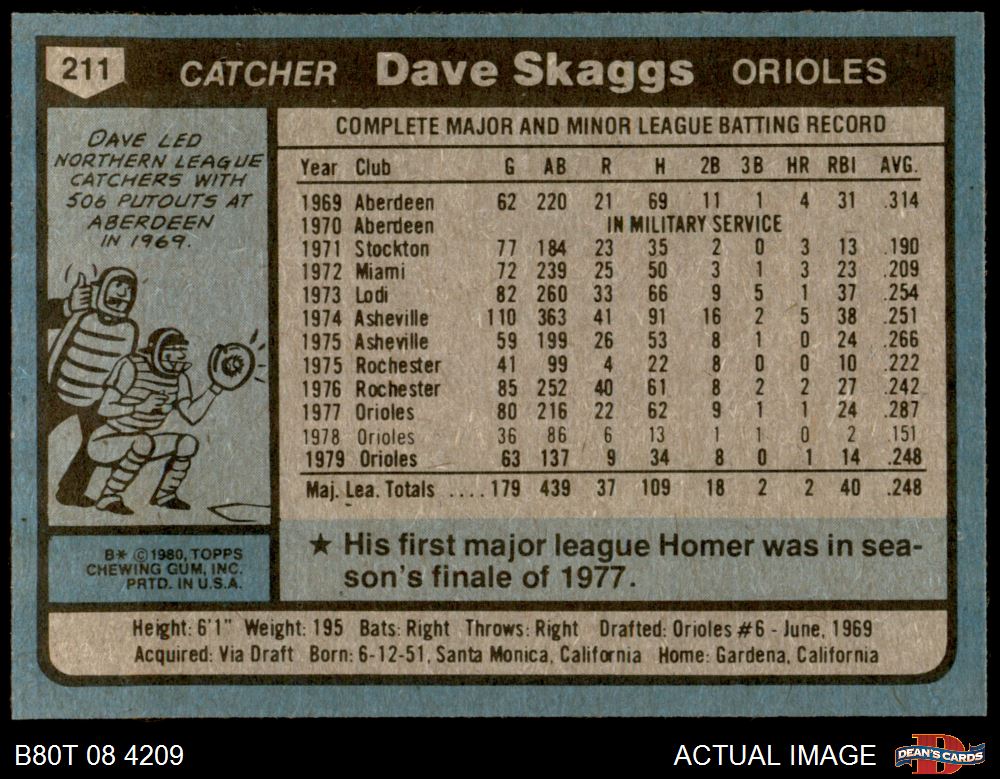 211 CATCHER Dave Skaggs ORIOLES
DAVE LED
NORTHERN LEAGUE
CATCHERS WITH
506 PUTOUTS AT
ABERDEEN
IN 1969.
COMPLETE MAJOR AND MINOR LEAGUE BATTING RECORD
Year Club G AB R H 2B 3B HR RBI AVG.
1969 Aberdeen 62 220 21 69 11 1 4 31 .314
1970 Aberdeen IN MILITARY SERVICE
1971 Stockton 77 184 23 35 2 0 3 13 .190
1972 Miami 72 239 25 50 3 1 3 23 .209
1973 Lodi 82 260 33 66 9 5 1 37 .254
1974 Asheville 110 363 41 91 16 2 5 38 .251
1975 Asheville 59 199 26 53 8 1 0 24 .266
1975 Rochester 41 99 4 22 8 0 0 10 .222
1976 Rochester 85 252 40 61 8 2 2 27 .242
1977 Orioles 80 216 22 62 9 1 1 24 .287
1978 Orioles 36 86 6 13 1 1 0 2 .151
1979 Orioles 63 137 9 34 8 0 1 14 .248
Maj. Lea. Totals .... 179 439 37 109 18 2 2 40 .248
B* © 1980, TOPPS
CHEWING GUM, INC.
PRTD. IN U.S.A.
★ His first major league Homer was in sea-
son's finale of 1977.
Height: 6'1" Weight: 195 Bats: Right Throws: Right Drafted: Orioles #6 - June, 1969
Acquired: Via Draft Born: 6-12-51, Santa Monica, California Home: Gardena, California
B80T 08 4209
ACTUAL IMAGE
D
DEAN'S CARDS